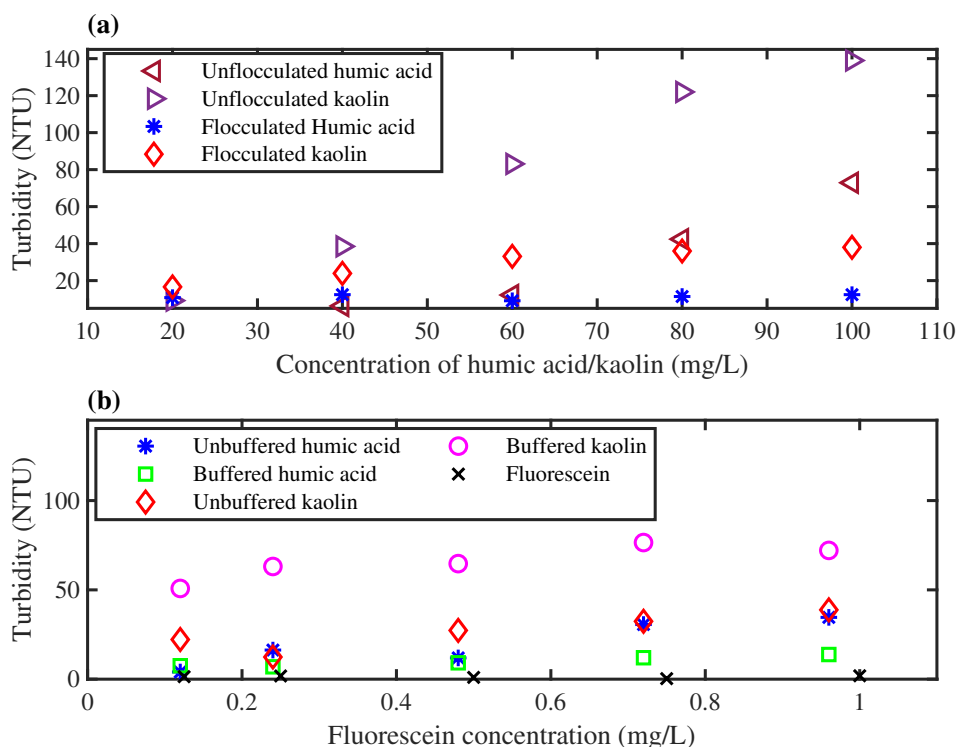 (a)
140
120
100
80
60
40
20
Turbidity (NTU)
Unflocculated humic acid
Unflocculated kaolin
Flocculated Humic acid
Flocculated kaolin
10 20 30 40 50 60 70 80 90 100 110
Concentration of humic acid/kaolin (mg/L)
(b)
100
50
0
Turbidity (NTU)
Unbuffered humic acid
Buffered humic acid
Unbuffered kaolin
Buffered kaolin
Fluorescein
0 0.2 0.4 0.6 0.8 1
Fluorescein concentration (mg/L)